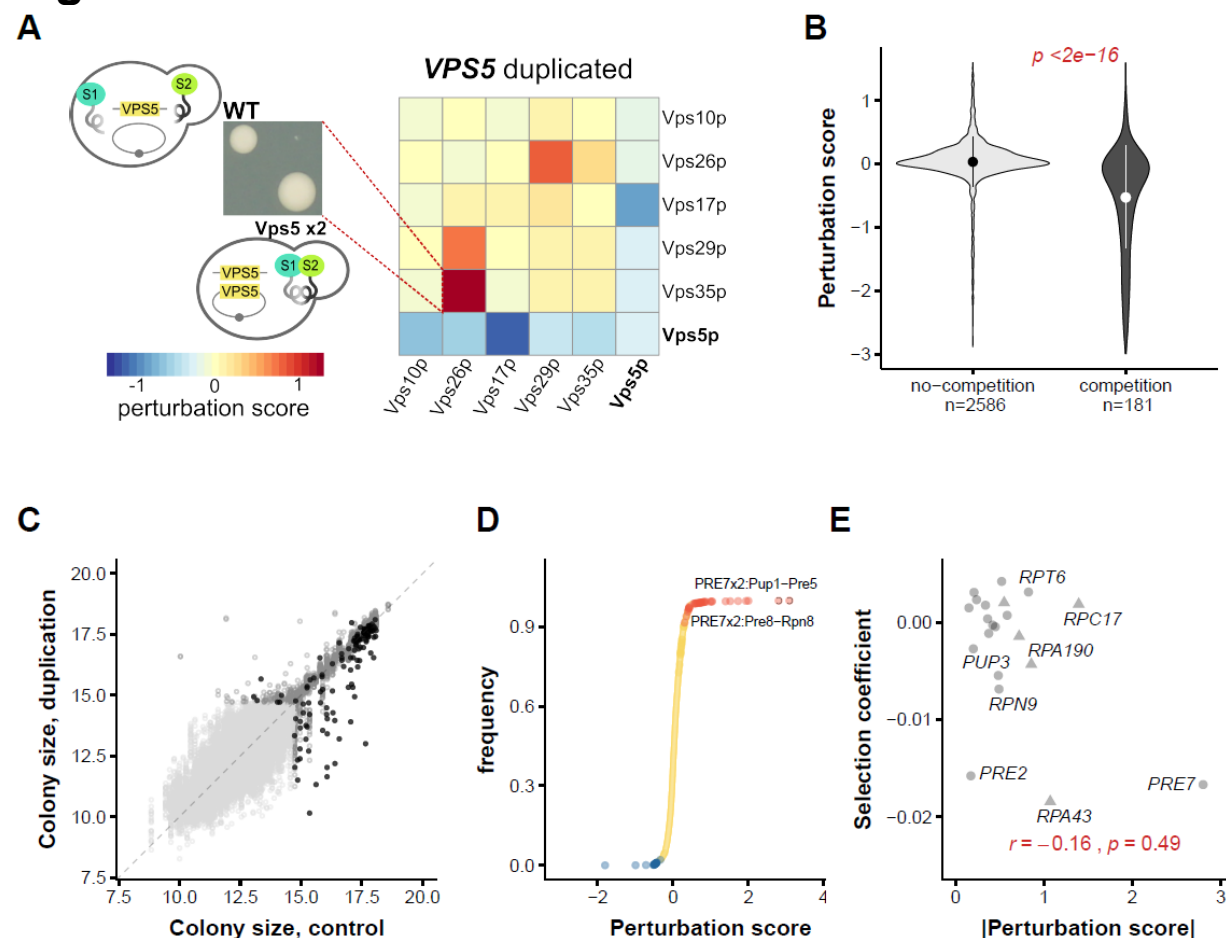 A
S1
S2
VPS5
WT
Vps5 x2
VPS5
VPS5
S1 S2
−1 0 1
perturbation score
VPS5 duplicated
Vps10p
Vps26p
Vps17p
Vps29p
Vps35p
Vps5p
Vps10p
Vps26p
Vps17p
Vps29p
Vps35p
Vps5p
B
p <2e−16
Perturbation score
1
0
−1
−2
−3
no−competition
n=2586
competition
n=181
C
Colony size, duplication
20.0
17.5
15.0
12.5
10.0
7.5
7.5 10.0 12.5 15.0 17.5 20.0
Colony size, control
D
frequency
0.9
0.6
0.3
0.0
PRE7x2:Pup1−Pre5
PRE7x2:Pre8−Rpn8
−2 0 2 4
Perturbation score
E
Selection coefficient
0.00
−0.01
−0.02
RPT6
RPC17
RPA190
PUP3
RPN9
PRE2
PRE7
RPA43
r = −0.16 , p = 0.49
0 1 2 3
|Perturbation score|